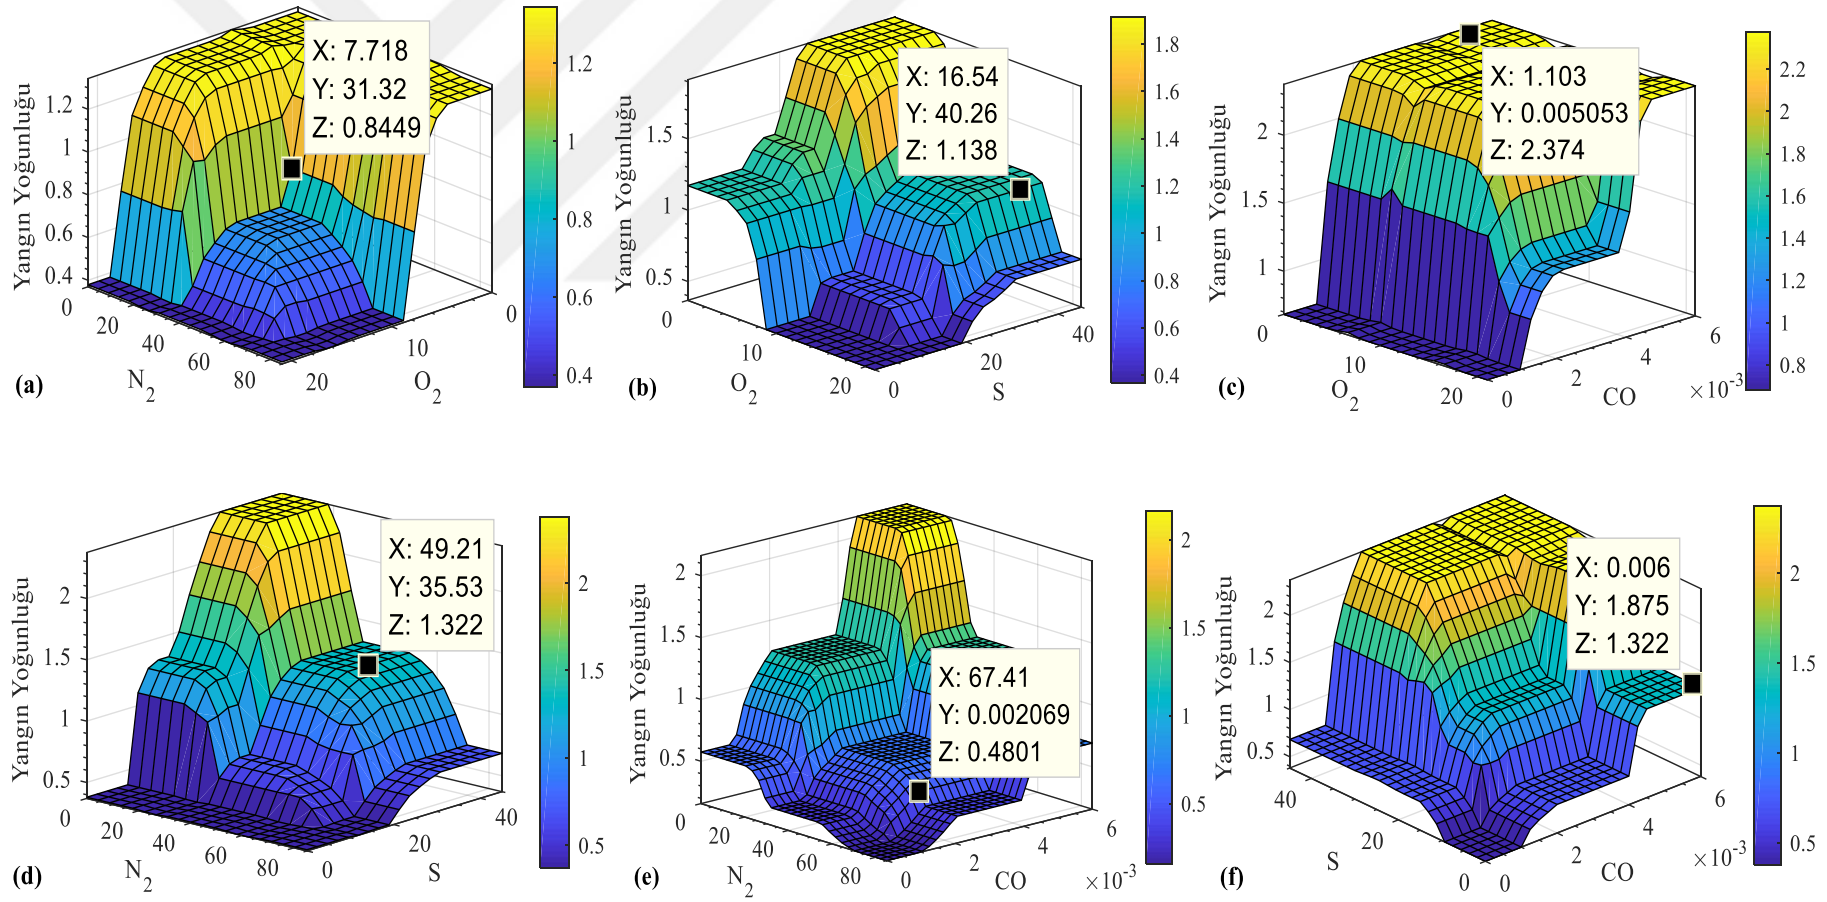 X: 7.718
Y: 31.32
Z: 0.8449
Yangın Yoğunluğu
1.2
1
0.8
0.6
0.4
0
20
40
60
80
N2
20
10
0
O2
1.2
1
0.8
0.6
0.4
(a)
X: 16.54
Y: 40.26
Z: 1.138
Yangın Yoğunluğu
1.5
1
0.5
0
10
20
O2
0
20
40
S
1.8
1.6
1.4
1.2
1
0.8
0.6
0.4
(b)
X: 1.103
Y: 0.005053
Z: 2.374
Yangın Yoğunluğu
2
1.5
1
0
10
20
O2
0
2
4
6
CO
×10-3
2.2
2
1.8
1.6
1.4
1.2
1
0.8
(c)
X: 49.21
Y: 35.53
Z: 1.322
Yangın Yoğunluğu
2
1.5
1
0.5
0
20
40
60
80
N2
0
20
40
S
2
1.5
1
0.5
(d)
X: 67.41
Y: 0.002069
Z: 0.4801
Yangın Yoğunluğu
2
1.5
1
0.5
0
20
40
60
80
N2
0
2
4
6
CO
×10-3
2
1.5
1
0.5
(e)
X: 0.006
Y: 1.875
Z: 1.322
Yangın Yoğunluğu
2
1.5
1
0.5
40
20
0
S
0
2
4
6
CO
×10-3
2
1.5
1
0.5
(f)